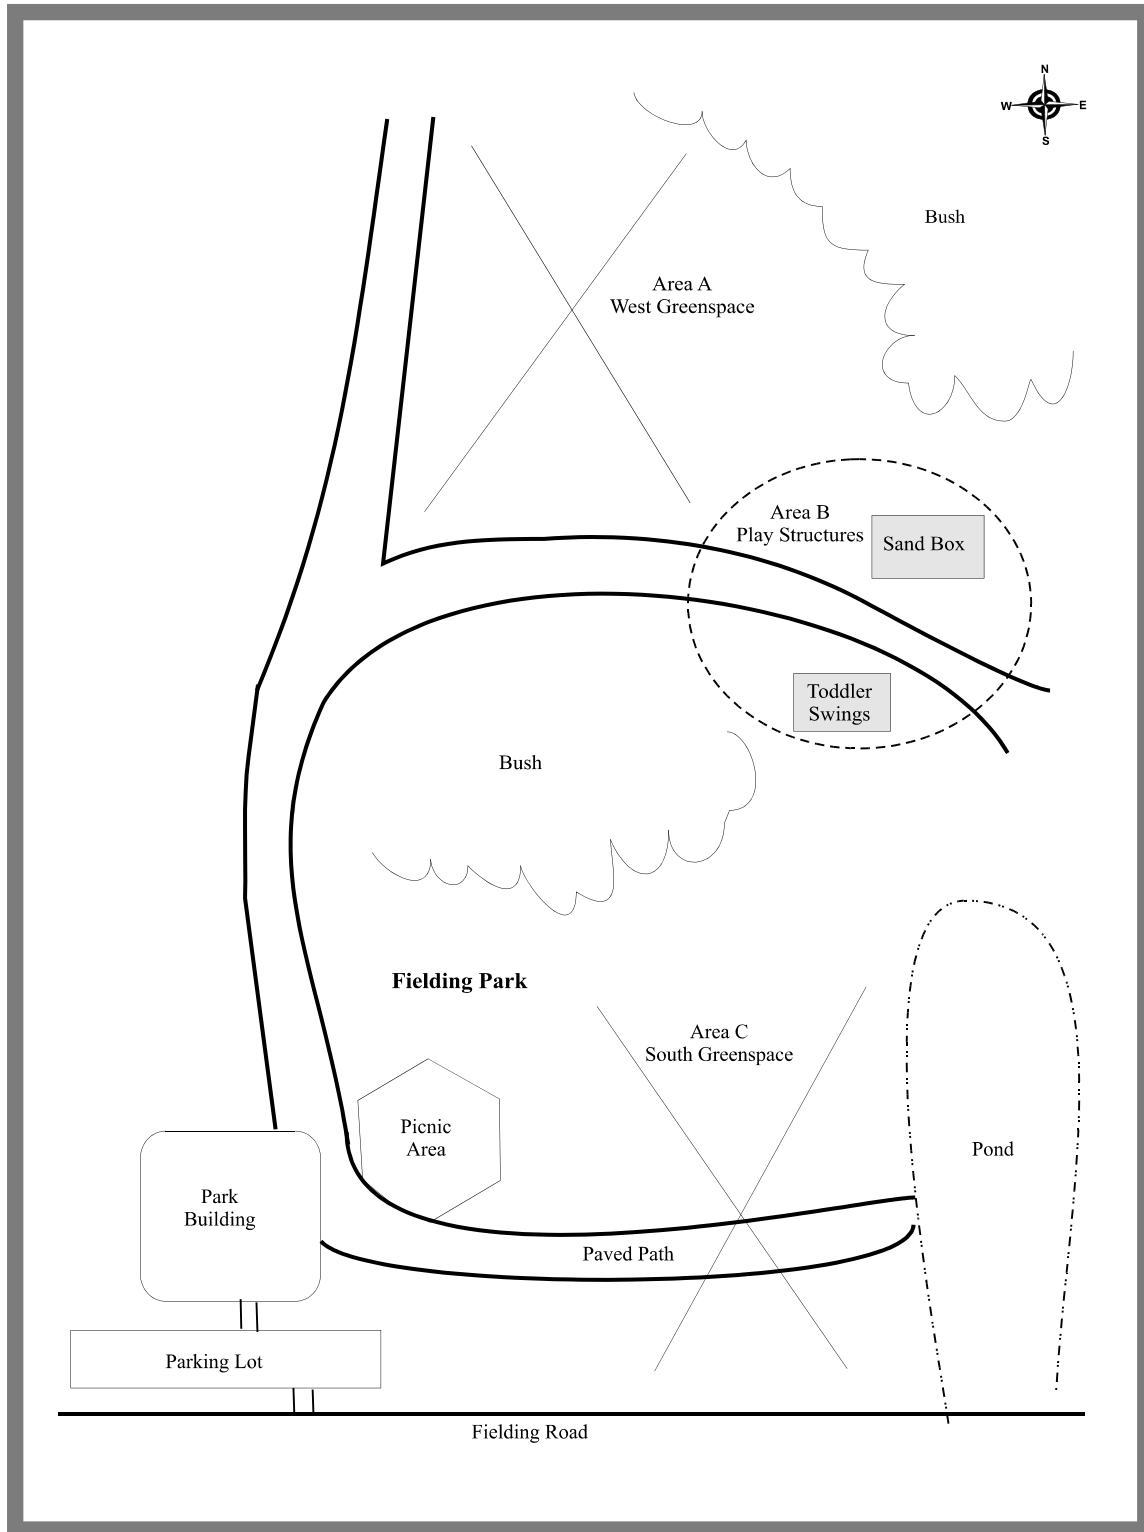 N
W
E
S
Bush
Area A
West Greenspace
Area B
Play Structures
Sand Box
Toddler
Swings
Bush
Fielding Park
Area C
South Greenspace
Picnic
Area
Pond
Park
Building
Paved Path
Parking Lot
Fielding Road